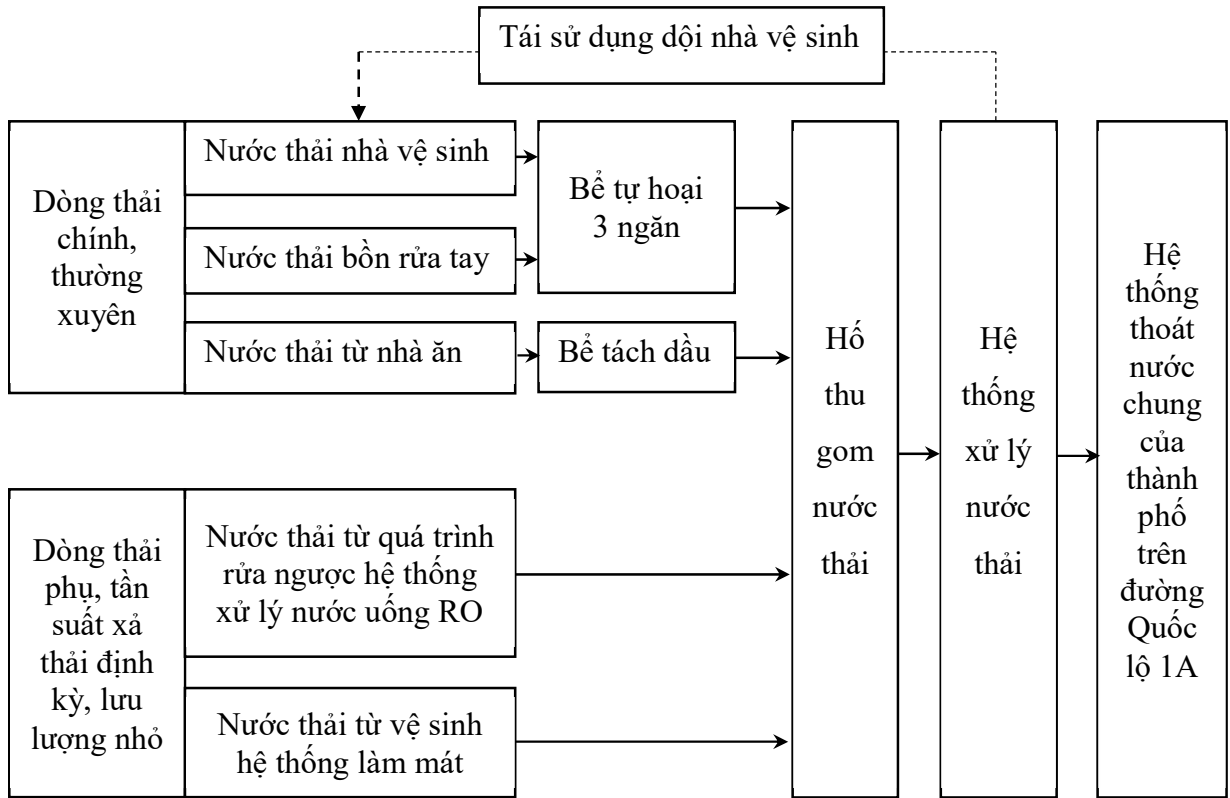 Tái sử dụng dội nhà vệ sinh
Dòng thải
chính,
thường
xuyên
Nước thải nhà vệ sinh
Nước thải bồn rửa tay
Nước thải từ nhà ăn
Bể tự hoại
3 ngăn
Bể tách dầu
Dòng thải
phụ, tần
suất xả
thải định
kỳ, lưu
lượng nhỏ
Nước thải từ quá trình
rửa ngược hệ thống
xử lý nước uống RO
Nước thải từ vệ sinh
hệ thống làm mát
Hố
thu
gom
nước
thải
Hệ
thống
xử lý
nước
thải
Hệ
thống
thoát
nước
chung
của
thành
phố
trên
đường
Quốc
lộ 1A